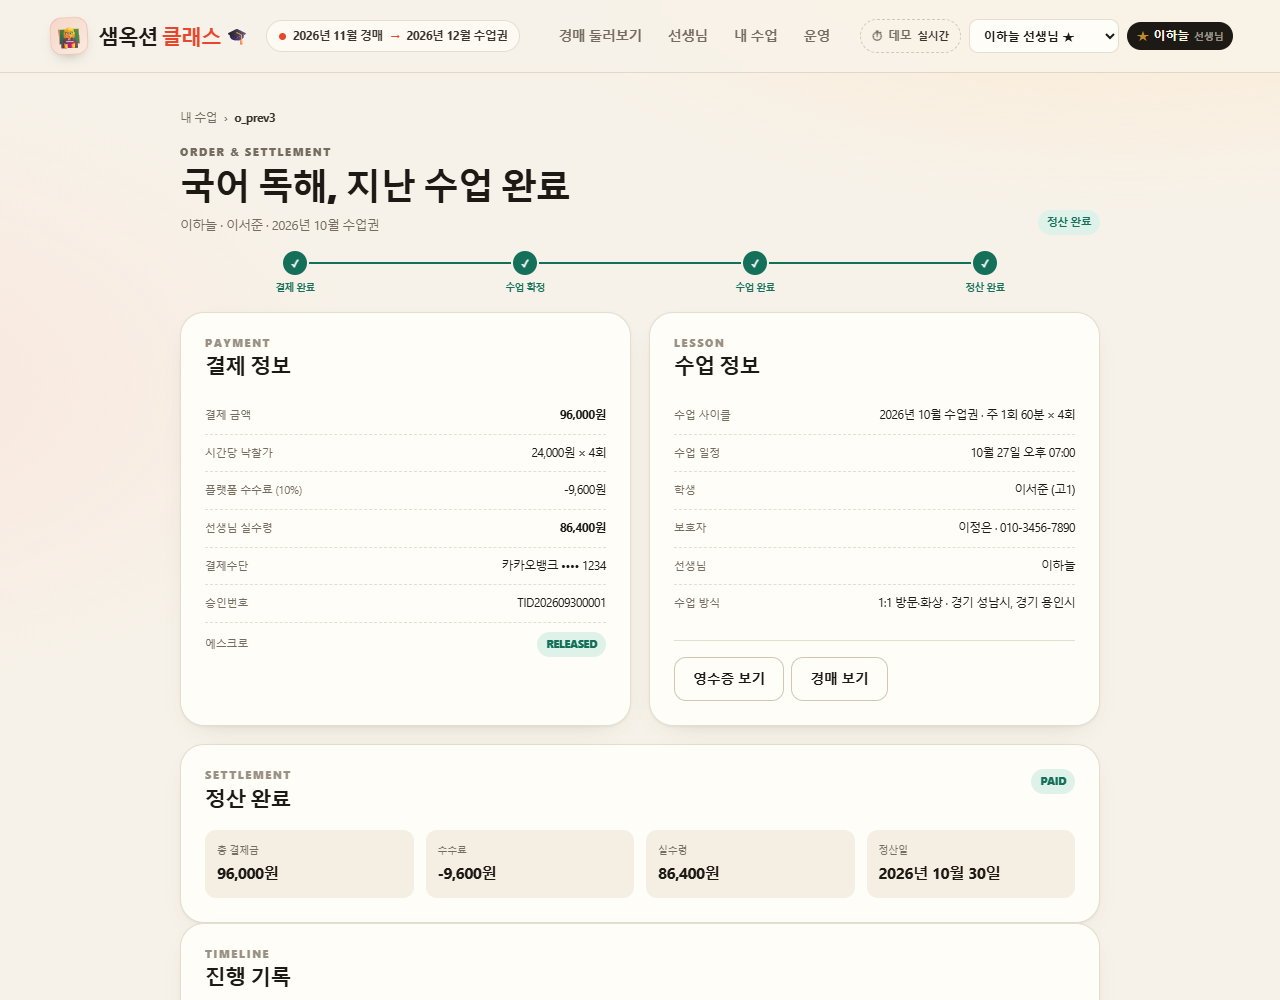 샘옥션 클래스
2026년 11월 경매 → 2026년 12월 수업권
경매 둘러보기
선생님
내 수업
운영
데모 실시간
이하늘 선생님 ★
★ 이하늘 선생님
내 수업 › o_prev3
ORDER & SETTLEMENT
국어 독해, 지난 수업 완료
이하늘 · 이서준 · 2026년 10월 수업권
정산 완료
결제 완료
수업 확정
수업 완료
정산 완료
PAYMENT
결제 정보
결제 금액 96,000원
시간당 낙찰가 24,000원 × 4회
플랫폼 수수료 (10%) -9,600원
선생님 실수령 86,400원
결제수단 카카오뱅크 •••• 1234
승인번호 TID202609300001
에스크로 RELEASED
LESSON
수업 정보
수업 사이클 2026년 10월 수업권 · 주 1회 60분 × 4회
수업 일정 10월 27일 오후 07:00
학생 이서준 (고1)
보호자 이정은 · 010-3456-7890
선생님 이하늘
수업 방식 1:1 방문·화상 · 경기 성남시, 경기 용인시
영수증 보기
경매 보기
SETTLEMENT
정산 완료
PAID
총 결제금
96,000원
수수료
-9,600원
실수령
86,400원
정산일
2026년 10월 30일
TIMELINE
진행 기록